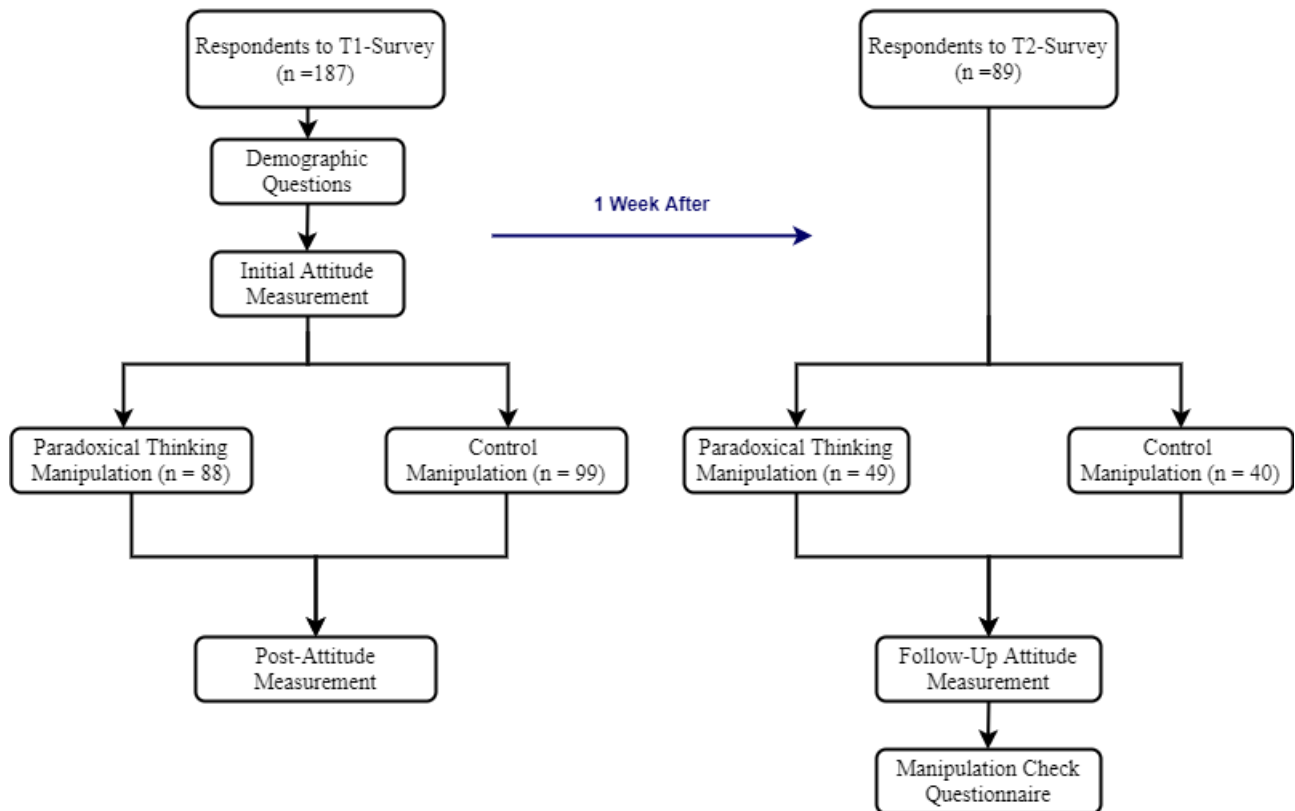 Respondents to T1-Survey
(n =187)
Demographic
Questions
Initial Attitude
Measurement
Paradoxical Thinking
Manipulation (n = 88)
Control
Manipulation (n = 99)
Post-Attitude
Measurement
1 Week After
Respondents to T2-Survey
(n =89)
Paradoxical Thinking
Manipulation (n = 49)
Control
Manipulation (n = 40)
Follow-Up Attitude
Measurement
Manipulation Check
Questionnaire